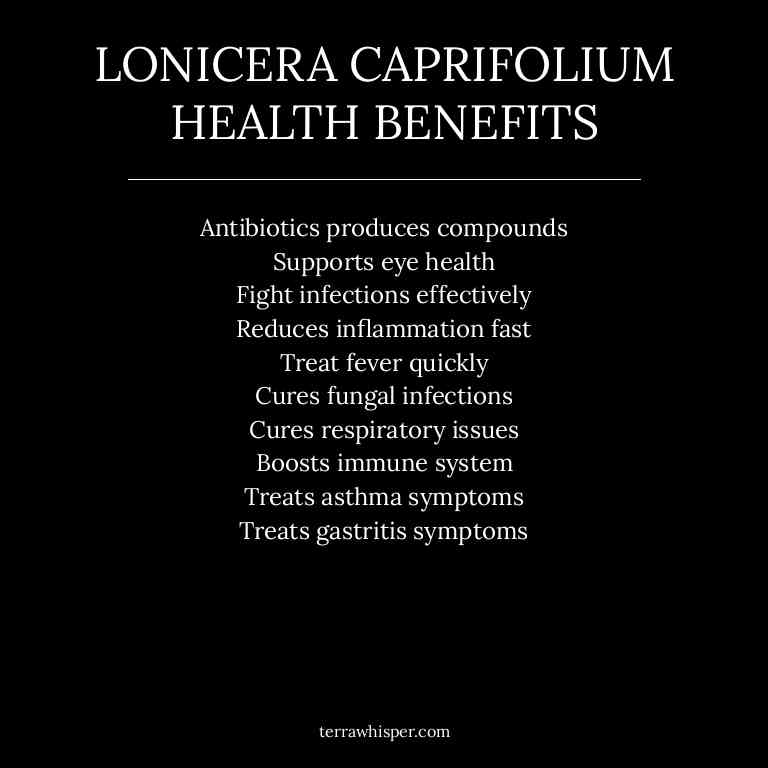 LONICERA CAPRIFOLIUM
HEALTH BENEFITS
Antibiotics produces compounds
Supports eye health
Fight infections effectively
Reduces inflammation fast
Treat fever quickly
Cures fungal infections
Cures respiratory issues
Boosts immune system
Treats asthma symptoms
Treats gastritis symptoms
terrawhisper.com